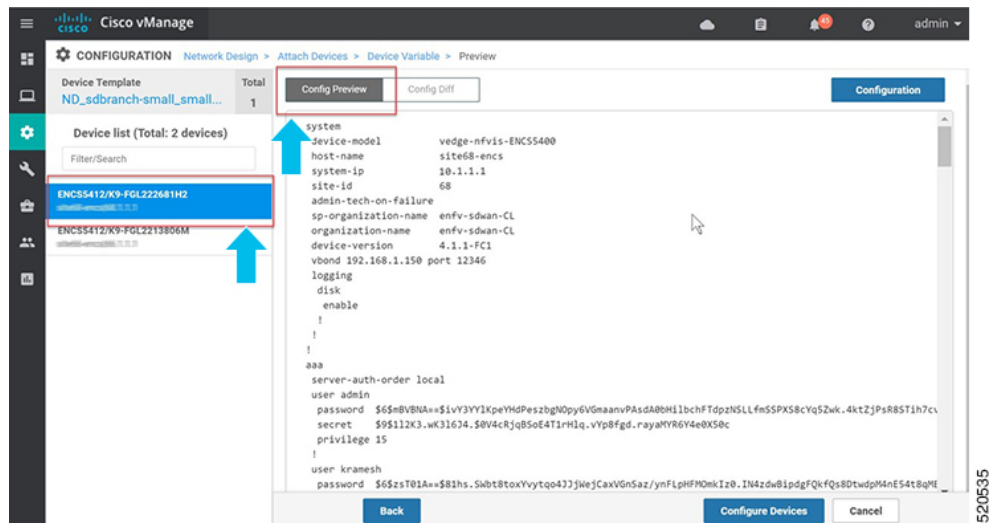 cisco Cisco vManage 45 admin
CONFIGURATION Network Design > Attach Devices > Device Variable > Preview
Device Template Total
ND_sdbranch-small_small... 1
Device list (Total: 2 devices)
Filter/Search
ENCS5412/K9-FGL222681H2
ENCS5412/K9-FGL2213806M
Config Preview Config Diff Configuration
system
device-model vedge-nfvis-ENCS5400
host-name site68-encs
system-ip 10.1.1.1
site-id 68
admin-tech-on-failure
sp-organization-name enfv-sdwan-CL
organization-name enfv-sdwan-CL
device-version 4.1.1-FC1
vbond 192.168.1.150 port 12346
logging
disk
enable
!
!
!
aaa
server-auth-order local
user admin
password
secret
privilege 15
!
user kramesh
password
Back Configure Devices Cancel
520535